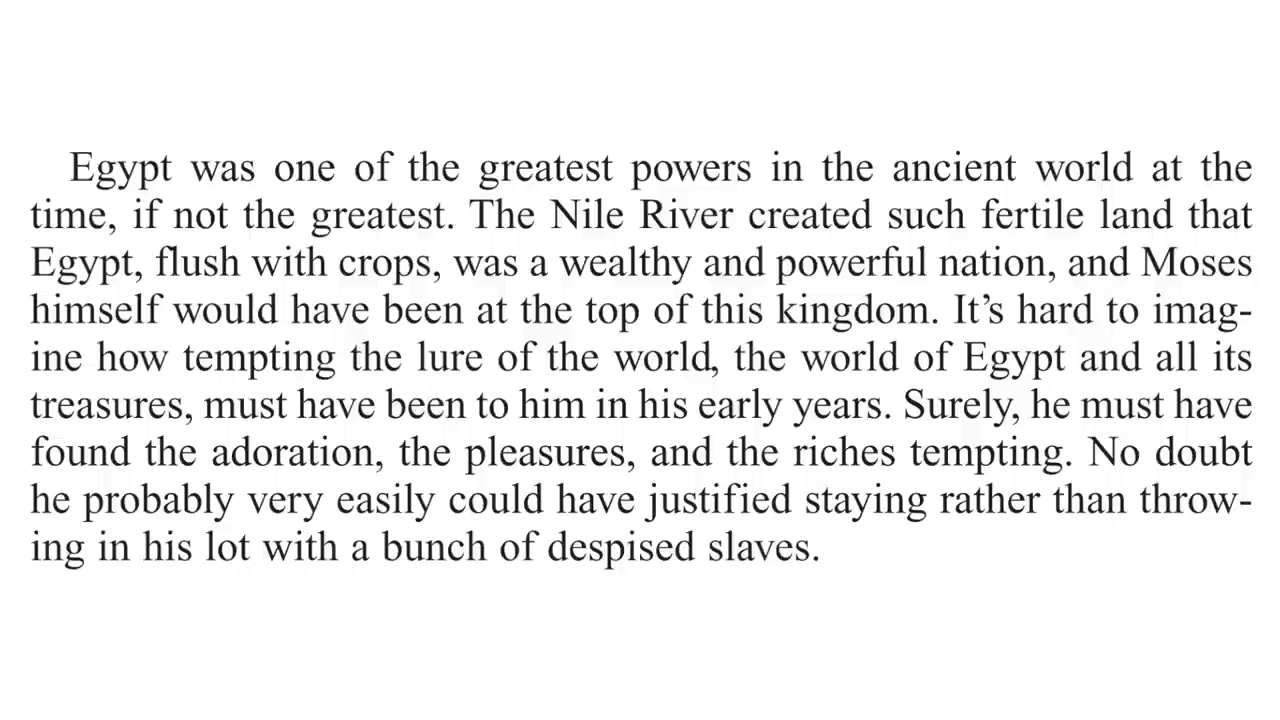 Egypt was one of the greatest powers in the ancient world at the
time, if not the greatest. The Nile River created such fertile land that
Egypt, flush with crops, was a wealthy and powerful nation, and Moses
himself would have been at the top of this kingdom. It’s hard to imag-
ine how tempting the lure of the world, the world of Egypt and all its
treasures, must have been to him in his early years. Surely, he must have
found the adoration, the pleasures, and the riches tempting. No doubt
he probably very easily could have justified staying rather than throw-
ing in his lot with a bunch of despised slaves.